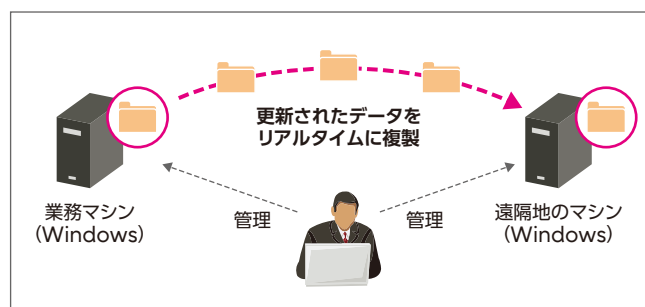 更新されたデータを
リアルタイムに複製
業務マシン
(Windows)
管理
管理
遠隔地のマシン
(Windows)